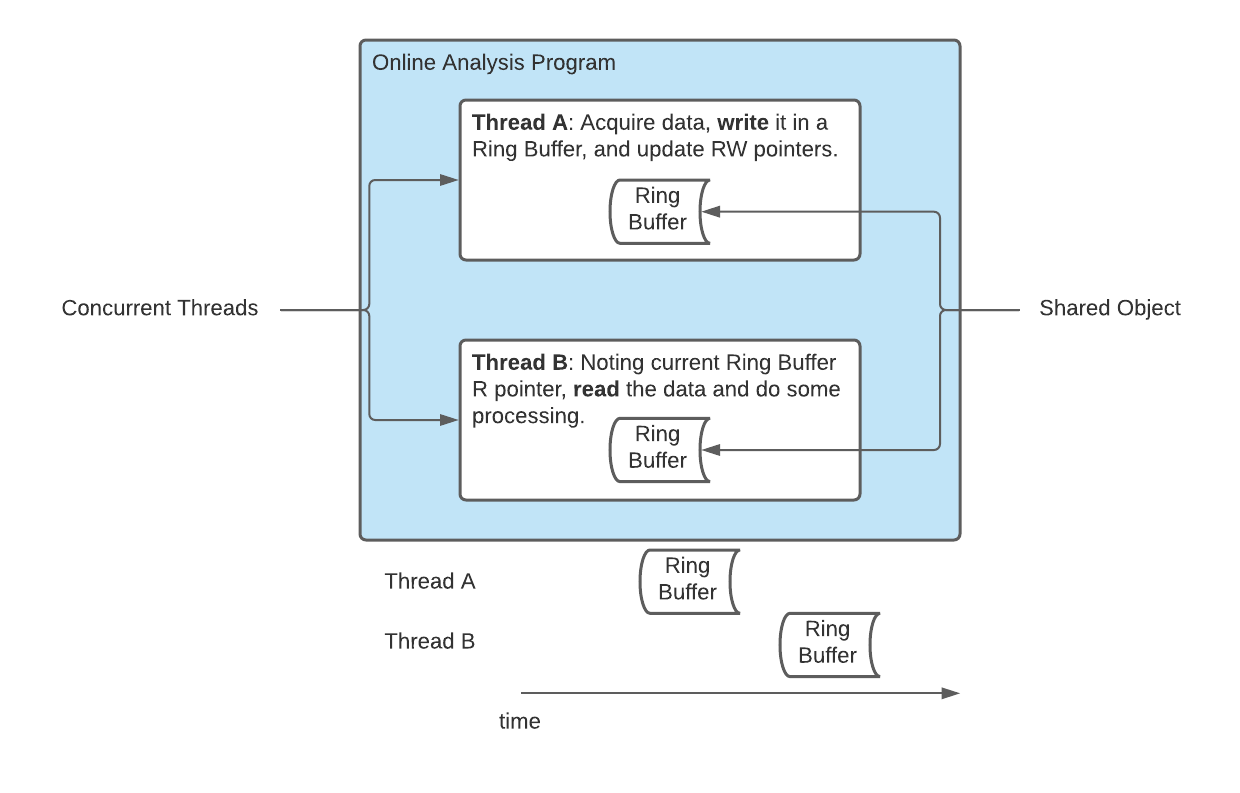 Online Analysis Program
Thread A: Acquire data, write it in a
Ring Buffer, and update RW pointers.
Ring
Buffer
Concurrent Threads
Shared Object
Thread B: Noting current Ring Buffer
R pointer, read the data and do some
processing.
Ring
Buffer
Thread A
Ring
Buffer
Thread B
Ring
Buffer
time